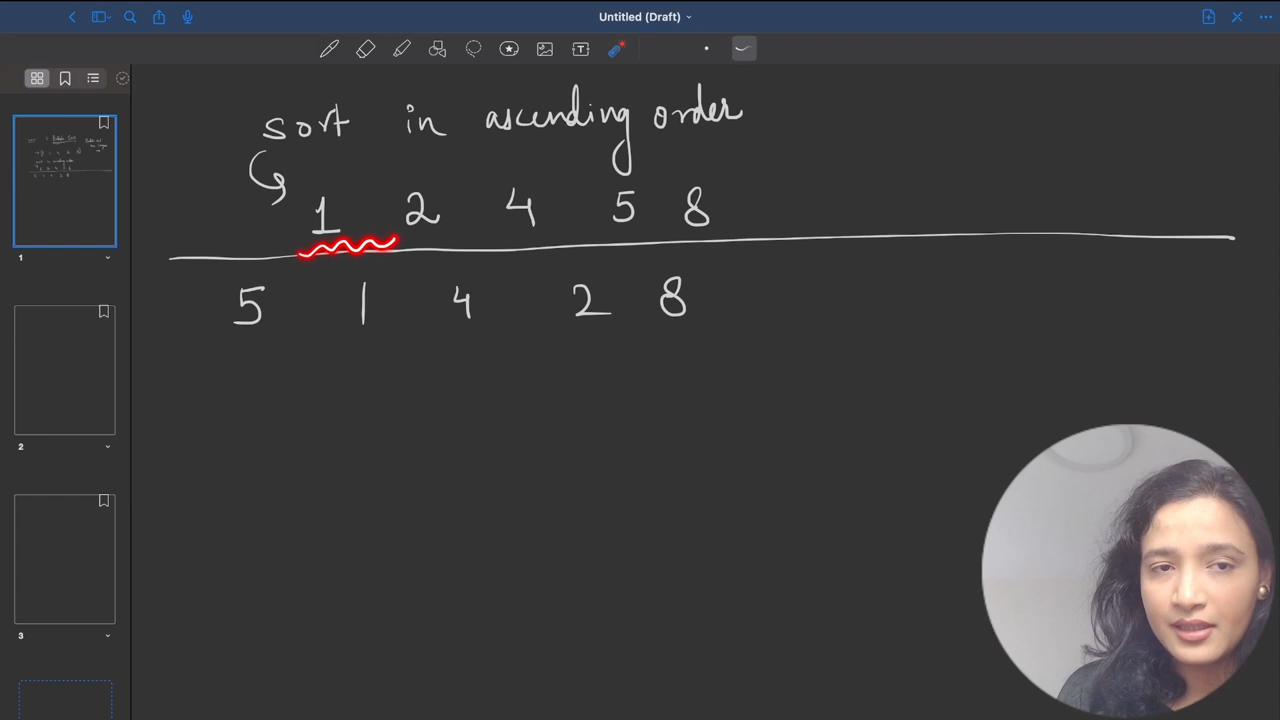 Untitled (Draft)
sort in ascending order
1 2 4 5 8
5 1 4 2 8
1
2
3